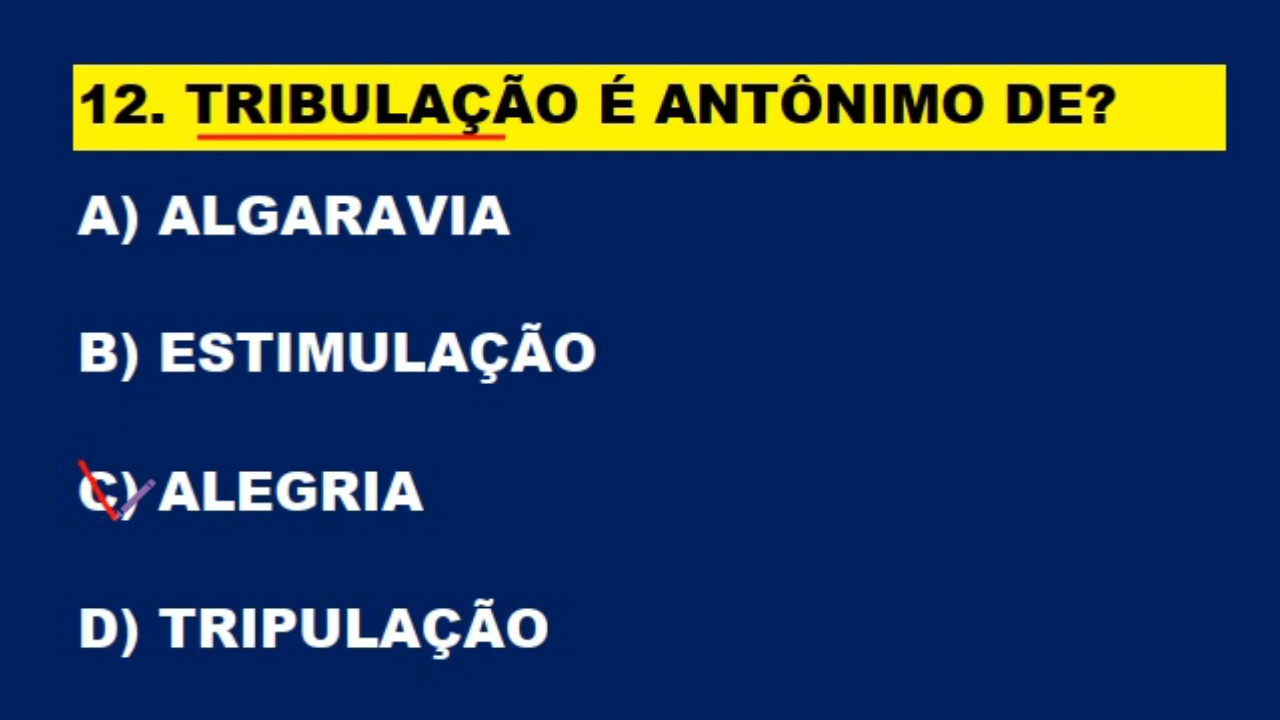 12. TRIBULAÇÃO É ANTÔNIMO DE?
A) ALGARAVIA
B) ESTIMULAÇÃO
C) ALEGRIA
D) TRIPULAÇÃO